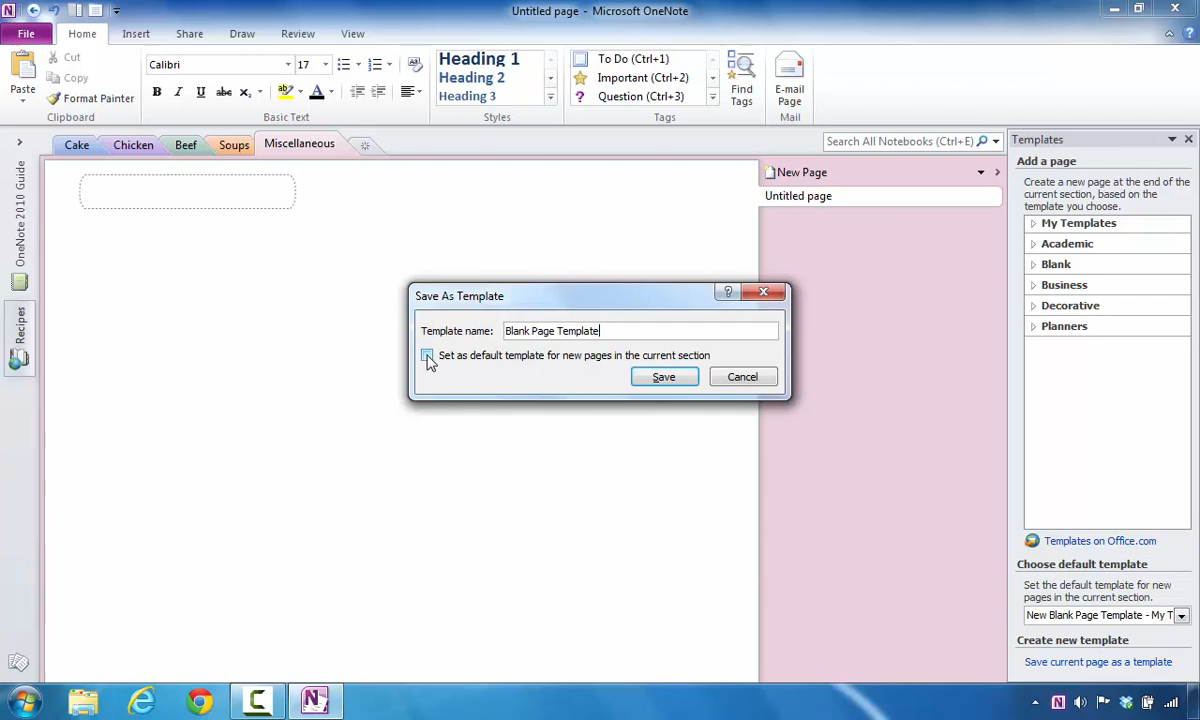 Untitled page - Microsoft OneNote
File Home Insert Share Draw Review View
Paste
Cut
Copy
Format Painter
Clipboard
Calibri 17
B I U abc X₂ A
Basic Text
Heading 1
Heading 2
Heading 3
Styles
To Do (Ctrl+1)
Important (Ctrl+2)
Question (Ctrl+3)
Tags
Find
Tags
E-mail
Page
Mail
Cake Chicken Beef Soups Miscellaneous
Search All Notebooks (Ctrl+E)
OneNote 2010 Guide
Recipes
New Page
Untitled page
Save As Template
Template name: Blank Page Template
Set as default template for new pages in the current section
Save Cancel
Templates
Add a page
Create a new page at the end of the
current section, based on the
template you choose.
My Templates
Academic
Blank
Business
Decorative
Planners
Templates on Office.com
Choose default template
Set the default template for new
pages in the current section.
New Blank Page Template - My T
Create new template
Save current page as a template